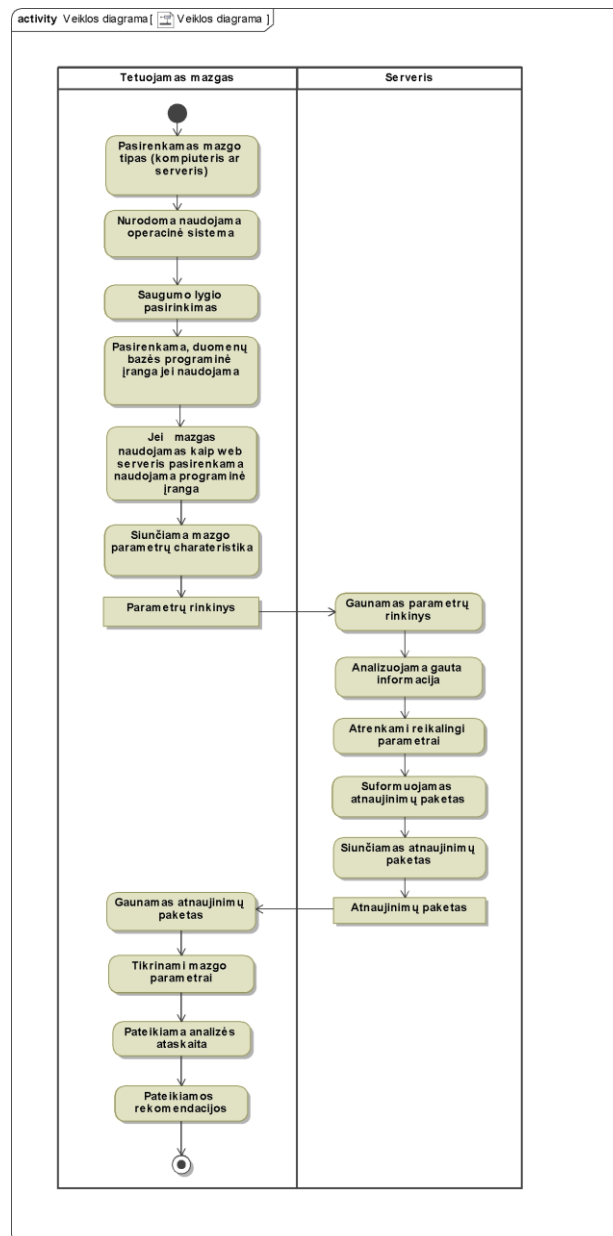 activity Veiklos diagrama [ Veiklos diagrama ]
Tetuojamas mazgas
Serveris
Pasirenkamas mazgo
tipas (kompiuteris ar
serveris)
Nurodoma naudojama
operacinė sistema
Saugumo lygio
pasirinkimas
Pasirenkama, duomenų
bazės programinė
įranga jei naudojama
Jei mazgas
naudojamas kaip web
serveris pasirenkama
naudojama programinė
įranga
Siunčiama mazgo
parametrų charateristika
Parametrų rinkinys
Gaunamas parametrų
rinkinys
Analizuojama gauta
informacija
Atrenkami reikalingi
parametrai
Suformuojamas
atnaujinimų paketas
Siunčiamas atnaujinimų
paketas
Atnaujinimų paketas
Gaunamas atnaujinimų
paketas
Tikrinami mazgo
parametrai
Pateikiama analizės
ataskaita
Pateikiamos
rekomendacijos